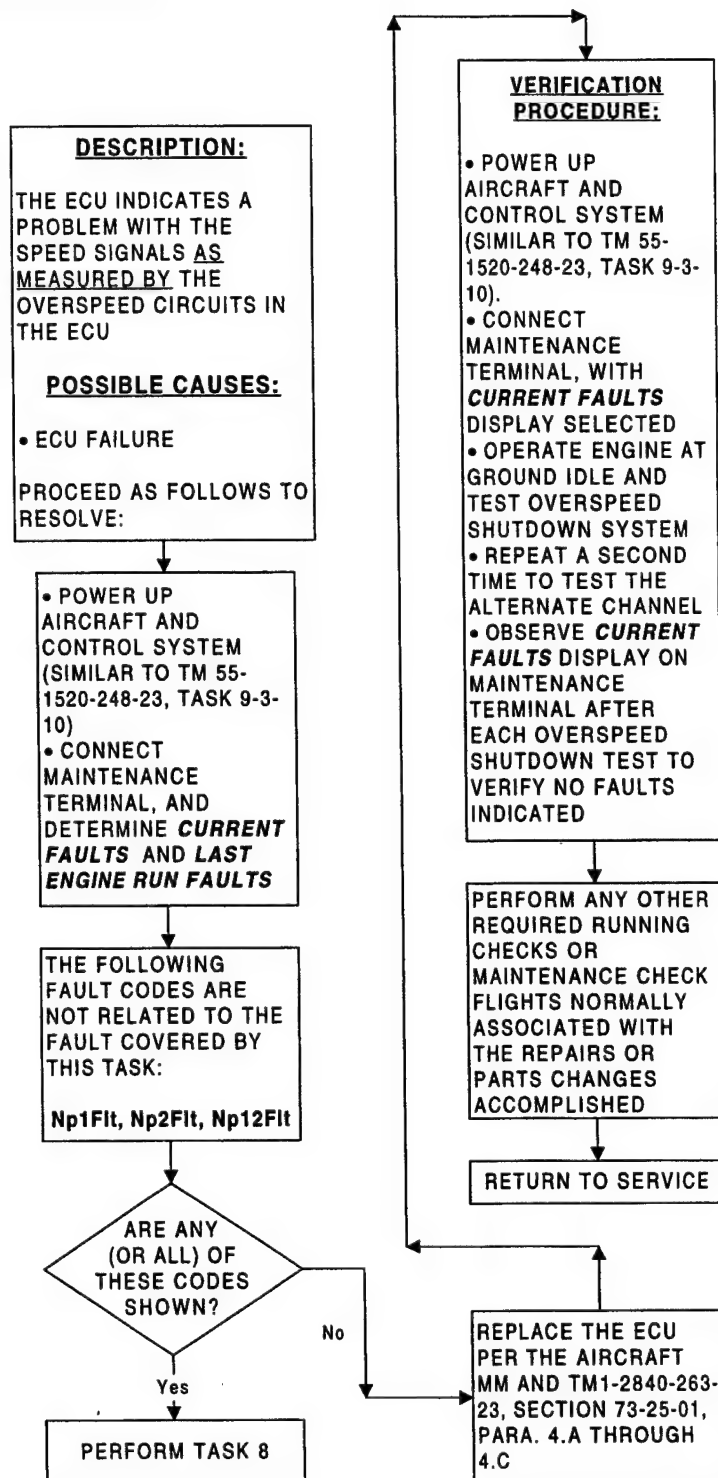 DESCRIPTION:
THE ECU INDICATES A
PROBLEM WITH THE
SPEED SIGNALS AS
MEASURED BY THE
OVERSPEED CIRCUITS IN
THE ECU
POSSIBLE CAUSES:
• ECU FAILURE
PROCEED AS FOLLOWS TO
RESOLVE:
• POWER UP
AIRCRAFT AND
CONTROL SYSTEM
(SIMILAR TO TM 55-
1520-248-23, TASK 9-3-
10)
• CONNECT
MAINTENANCE
TERMINAL, AND
DETERMINE CURRENT
FAULTS AND LAST
ENGINE RUN FAULTS
THE FOLLOWING
FAULT CODES ARE
NOT RELATED TO THE
FAULT COVERED BY
THIS TASK:
Np1Flt, Np2Flt, Np12Flt
ARE ANY
(OR ALL) OF
THESE CODES
SHOWN?
Yes
No
PERFORM TASK 8
REPLACE THE ECU
PER THE AIRCRAFT
MM AND TM1-2840-263-
23, SECTION 73-25-01,
PARA. 4.A THROUGH
4.C
VERIFICATION
PROCEDURE:
• POWER UP
AIRCRAFT AND
CONTROL SYSTEM
(SIMILAR TO TM 55-
1520-248-23, TASK 9-3-
10).
• CONNECT
MAINTENANCE
TERMINAL, WITH
CURRENT FAULTS
DISPLAY SELECTED
• OPERATE ENGINE AT
GROUND IDLE AND
TEST OVERSPEED
SHUTDOWN SYSTEM
• REPEAT A SECOND
TIME TO TEST THE
ALTERNATE CHANNEL
• OBSERVE CURRENT
FAULTS DISPLAY ON
MAINTENANCE
TERMINAL AFTER
EACH OVERSPEED
SHUTDOWN TEST TO
VERIFY NO FAULTS
INDICATED
PERFORM ANY OTHER
REQUIRED RUNNING
CHECKS OR
MAINTENANCE CHECK
FLIGHTS NORMALLY
ASSOCIATED WITH
THE REPAIRS OR
PARTS CHANGES
ACCOMPLISHED
RETURN TO SERVICE